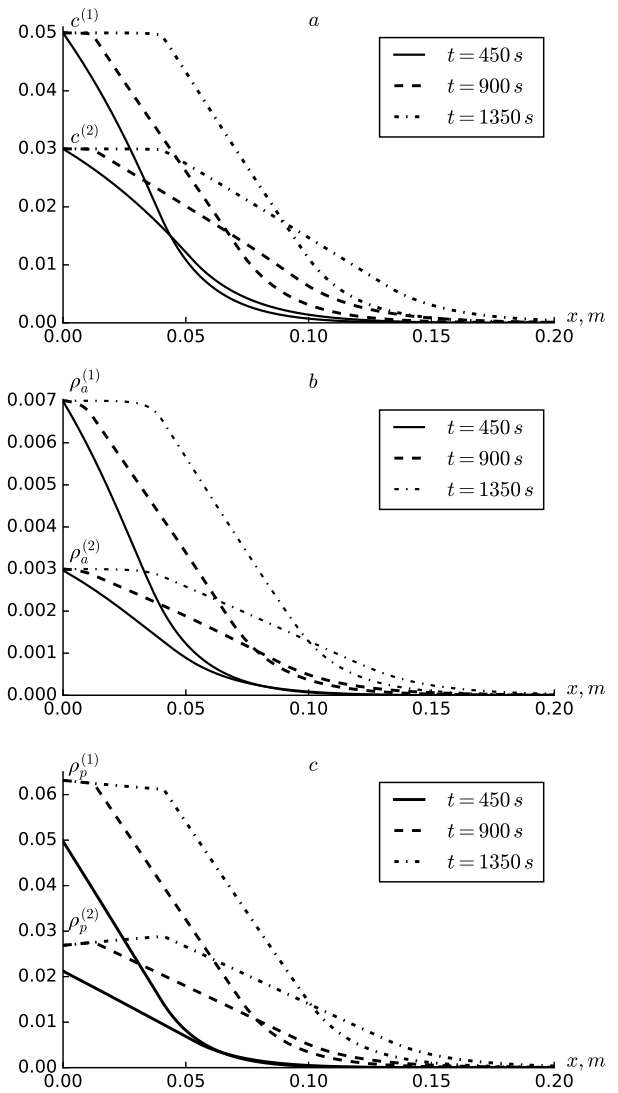 c(1)
a
0.05
t = 450 s
0.04
t = 900 s
t = 1350 s
c(2)
0.03
0.02
0.01
0.00
x, m
0.00 0.05 0.10 0.15 0.20
ρa(1)
b
0.007
t = 450 s
0.006
t = 900 s
0.005
t = 1350 s
0.004
ρa(2)
0.003
0.002
0.001
0.000
x, m
0.00 0.05 0.10 0.15 0.20
ρp(1)
c
0.06
t = 450 s
t = 900 s
0.05
t = 1350 s
0.04
ρp(2)
0.03
0.02
0.01
0.00
x, m
0.00 0.05 0.10 0.15 0.20